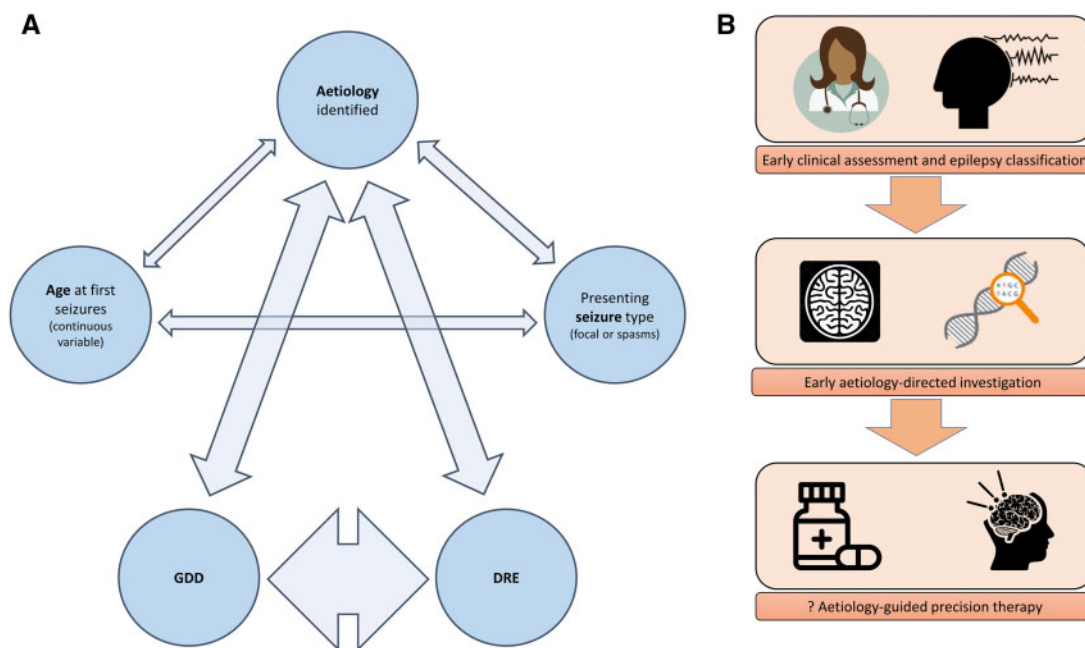 A
Aetiology
identified
Age at first
seizures
(continuous
variable)
Presenting
seizure type
(focal or spasms)
GDD
DRE
B
Early clinical assessment and epilepsy classification
A T G C
T A C G
Early aetiology-directed investigation
? Aetiology-guided precision therapy